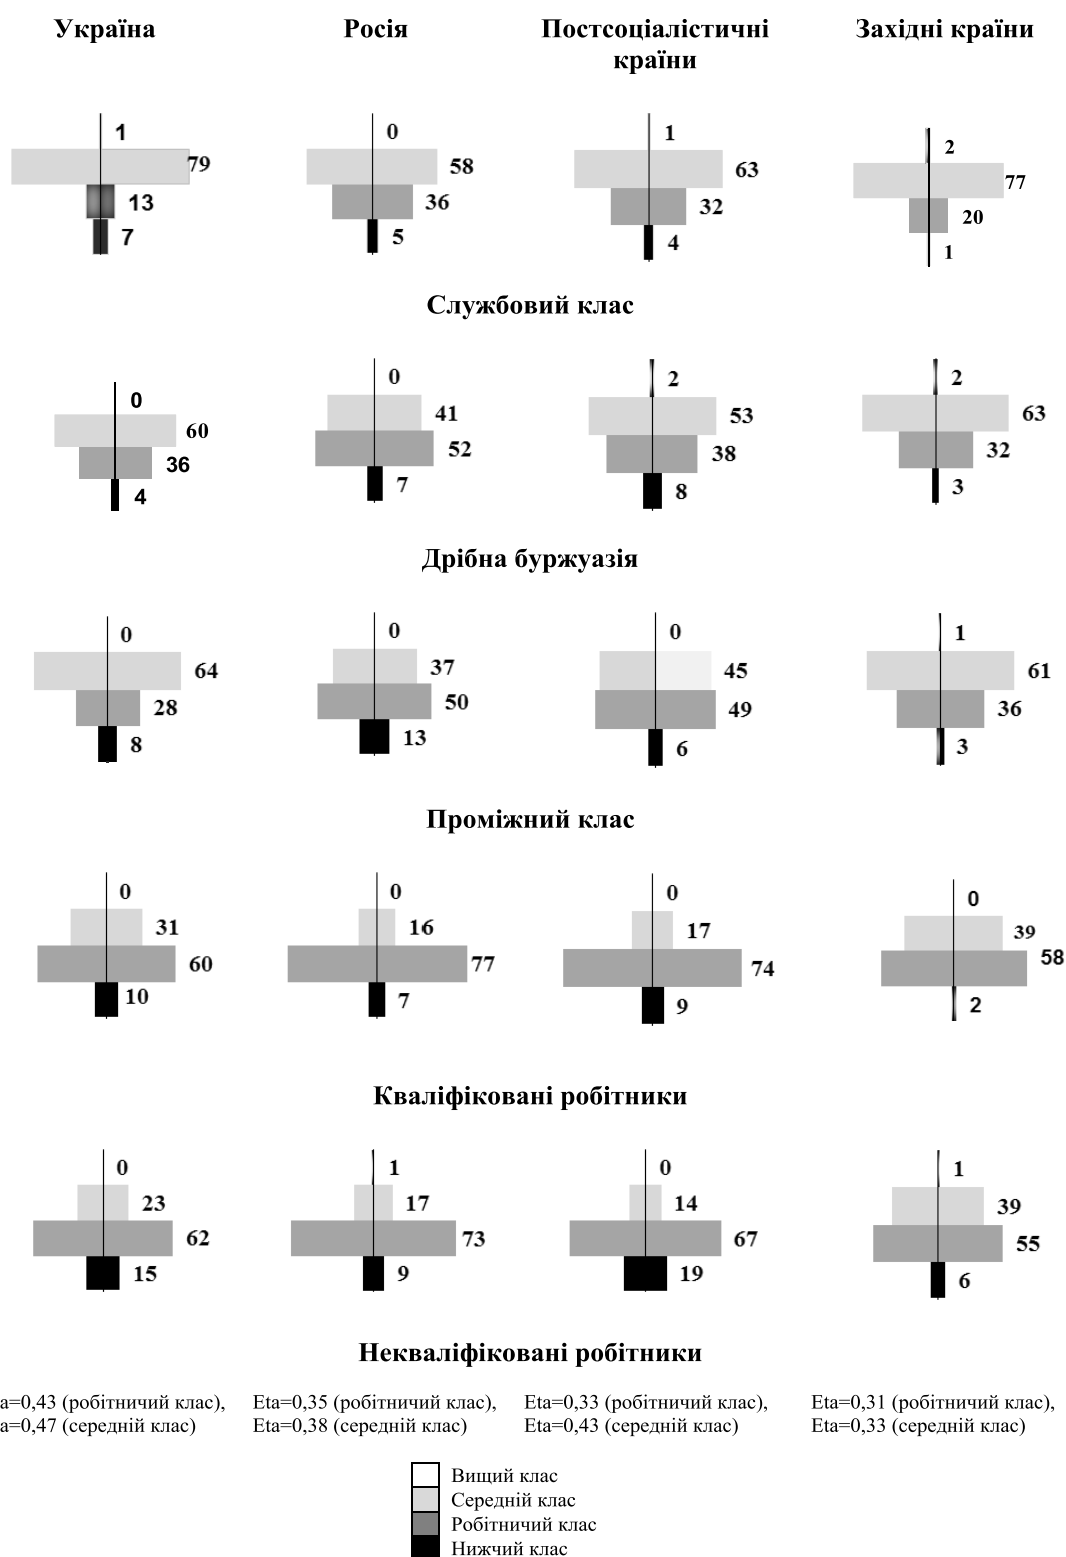 Україна Росія Постсоціалістичні країни Західні країни
1 0 1 2
79 58 63 77
13 36 32 20
7 5 4 1
Службовий клас
0 0 2 2
60 41 53 63
36 52 38 32
4 7 8 3
Дрібна буржуазія
0 0 0 1
64 37 45 61
28 50 49 36
8 13 6 3
Проміжний клас
0 0 0 0
31 16 17 39
60 77 74 58
10 7 9 2
Кваліфіковані робітники
0 1 0 1
23 17 14 39
62 73 67 55
15 9 19 6
Некваліфіковані робітники
a=0,43 (робітничий клас), Eta=0,35 (робітничий клас), Eta=0,33 (робітничий клас), Eta=0,31 (робітничий клас),
a=0,47 (середній клас) Eta=0,38 (середній клас) Eta=0,43 (середній клас) Eta=0,33 (середній клас)
Вищий клас
Середній клас
Робітничий клас
Нижчий клас